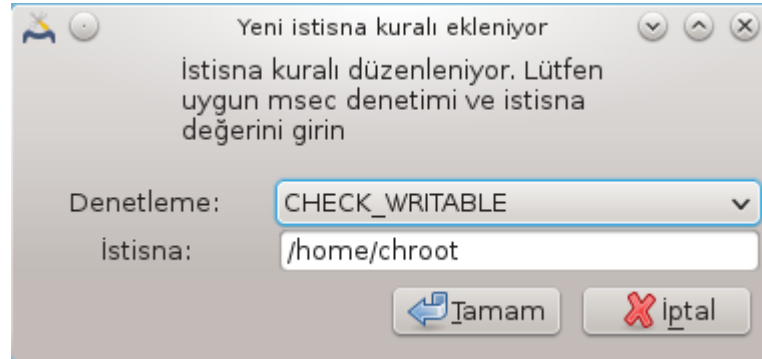 Yeni istisna kuralı ekleniyor
İstisna kuralı düzenleniyor. Lütfen
uygun msec denetimi ve istisna
değerini girin
Denetleme: CHECK_WRITABLE
İstisna: /home/chroot
Tamam İptal